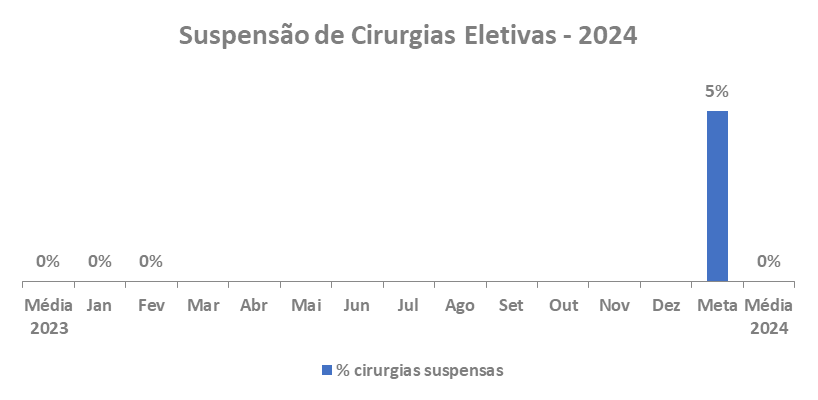 Suspensão de Cirurgias Eletivas - 2024
5%
0% 0% 0% 0%
Média Jan Fev Mar Abr Mai Jun Jul Ago Set Out Nov Dez Meta Média
2023 2024
% cirurgias suspensas